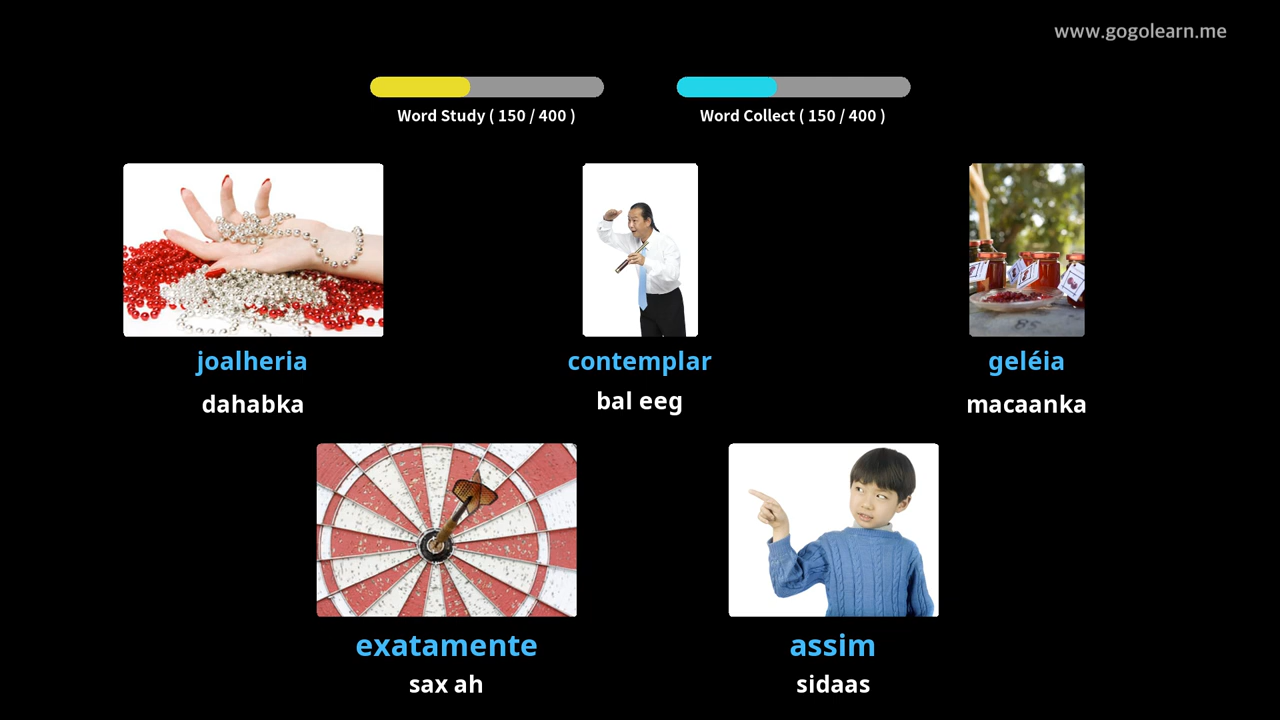 www.gogolearn.me
Word Study ( 150 / 400 )
Word Collect ( 150 / 400 )
joalheria
dahabka
contemplar
bal eeg
geléia
macaanka
exatamente
sax ah
assim
sidaas